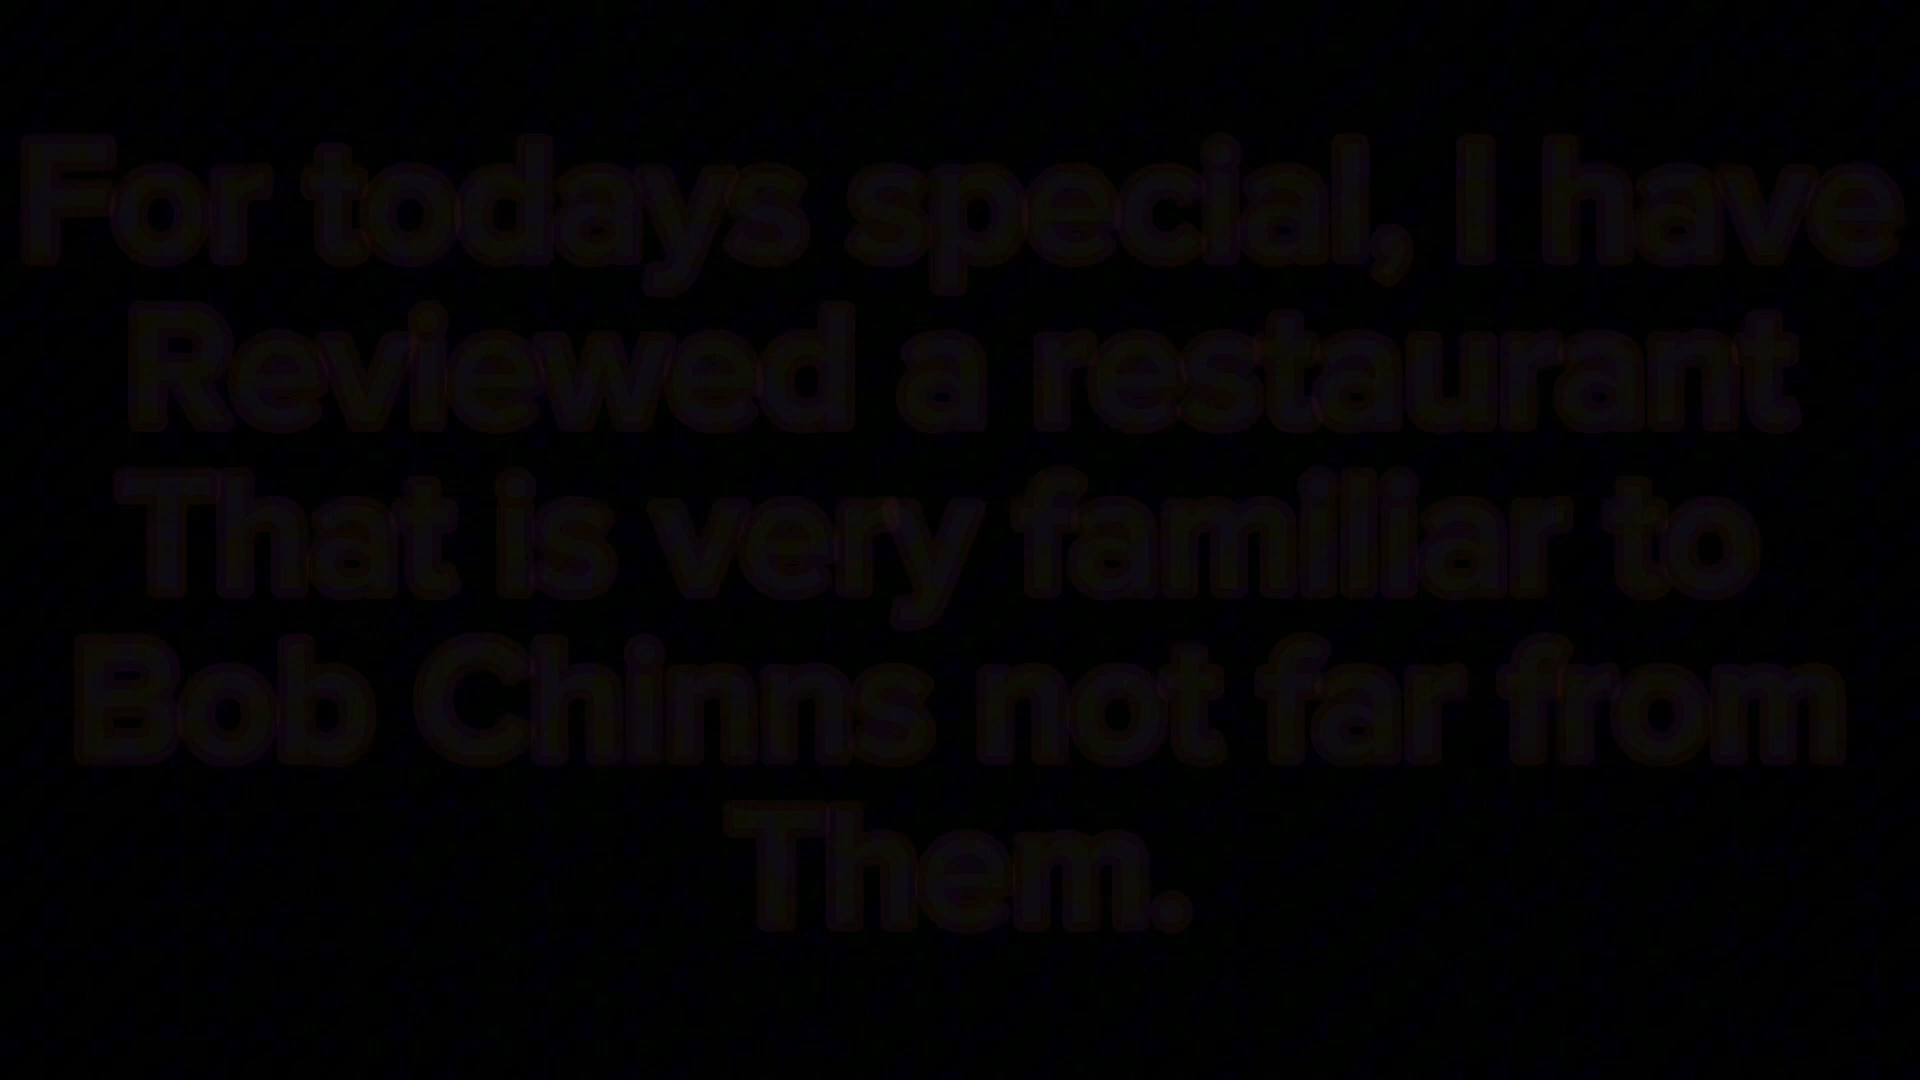 For todays special, I have
Reviewed a restaurant
That is very familiar to
Bob Chinns not far from
Them.